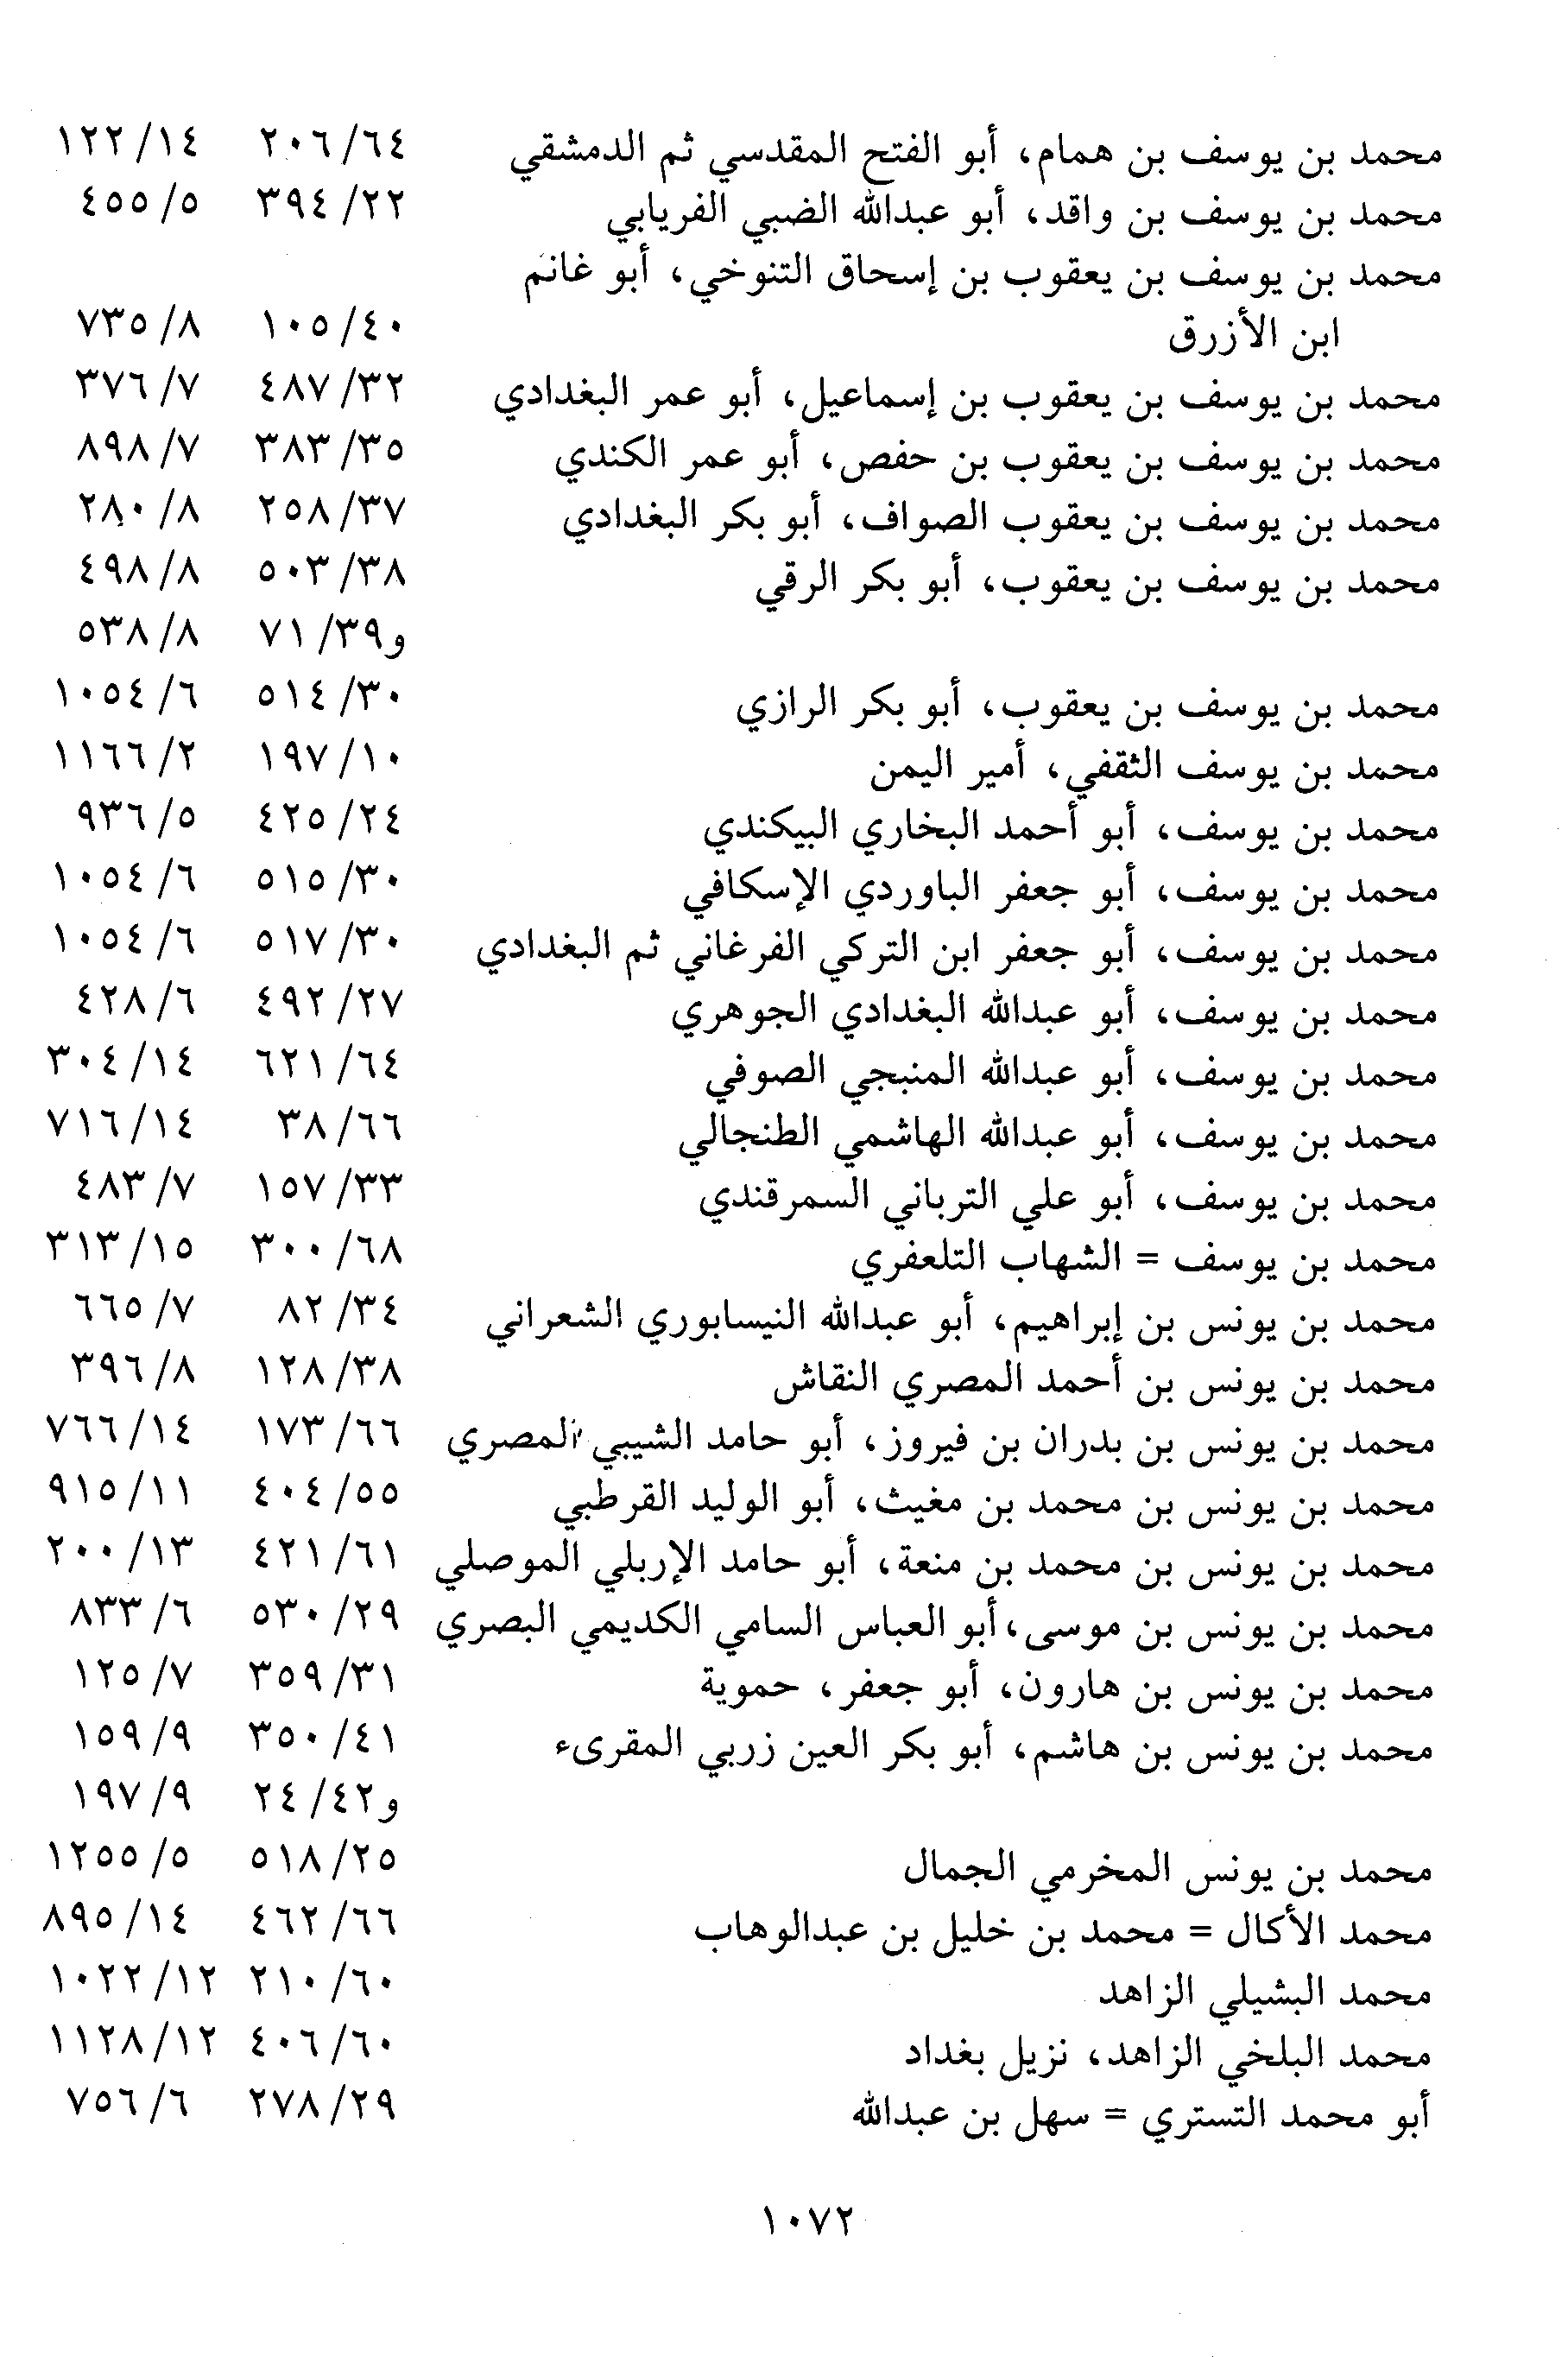 محمد بن يوسف بن همام، أبو الفتح المقدسي ثم الدمشقي ٦٤/ ٢٠٦ ١٤/ ١٢٢
محمد بن يوسف بن واقد، أبو عبدالله الضبي الفريابي ٢٢/ ٣٩٤ ٥/ ٤٥٥
محمد بن يوسف بن يعقوب بن إسحاق التنوخي، أبو غانم
ابن الأزرق ٤٠/ ١٠٥ ٨/ ٧٣٥
محمد بن يوسف بن يعقوب بن إسماعيل، أبو عمر البغدادي ٣٢/ ٤٨٧ ٧/ ٣٧٦
محمد بن يوسف بن يعقوب بن حفص، أبو عمر الكندي ٣٥/ ٣٨٣ ٧/ ٨٩٨
محمد بن يوسف بن يعقوب الصواف، أبو بكر البغدادي ٣٧/ ٢٥٨ ٨/ ٢٨٠
محمد بن يوسف بن يعقوب، أبو بكر الرقي ٣٨/ ٥٠٣ ٨/ ٤٩٨
و٣٩/ ٧١ ٨/ ٥٣٨
محمد بن يوسف بن يعقوب، أبو بكر الرازي ٣٠/ ٥١٤ ٦/ ١٠٥٤
محمد بن يوسف الثقفي، أمير اليمن ١٠/ ١٩٧ ٢/ ١١٦٦
محمد بن يوسف، أبو أحمد البخاري البيكندي ٢٤/ ٤٢٥ ٥/ ٩٣٦
محمد بن يوسف، أبو جعفر الباوردي الإسكافي ٣٠/ ٥١٥ ٦/ ١٠٥٤
محمد بن يوسف، أبو جعفر ابن التركي الفرغاني ثم البغدادي ٣٠/ ٥١٧ ٦/ ١٠٥٤
محمد بن يوسف، أبو عبدالله البغدادي الجوهري ٢٧/ ٤٩٢ ٦/ ٤٢٨
محمد بن يوسف، أبو عبدالله المنبجي الصوفي ٦٤/ ٦٢١ ١٤/ ٣٠٤
محمد بن يوسف، أبو عبدالله الهاشمي الطنجالي ٦٦/ ٣٨ ١٤/ ٧١٦
محمد بن يوسف، أبو علي الترباني السمرقندي ٣٣/ ١٥٧ ٧/ ٤٨٣
محمد بن يوسف = الشهاب التلعفري ٦٨/ ٣٠٠ ١٥/ ٣١٣
محمد بن يونس بن إبراهيم، أبو عبدالله النيسابوري الشعراني ٣٤/ ٨٢ ٧/ ٦٦٥
محمد بن يونس بن أحمد المصري النقاش ٣٨/ ١٢٨ ٨/ ٣٩٦
محمد بن يونس بن بدران بن فيروز، أبو حامد الشيبي المصري ٦٦/ ١٧٣ ١٤/ ٧٦٦
محمد بن يونس بن محمد بن مغيث، أبو الوليد القرطبي ٥٥/ ٤٠٤ ١١/ ٩١٥
محمد بن يونس بن محمد بن منعة، أبو حامد الإربلي الموصلي ٦١/ ٤٢١ ١٣/ ٢٠٠
محمد بن يونس بن موسى، أبو العباس السامي الكديمي البصري ٢٩/ ٥٣٠ ٦/ ٨٣٣
محمد بن يونس بن هارون، أبو جعفر، حموية ٣١/ ٣٥٩ ٧/ ١٢٥
محمد بن يونس بن هاشم، أبو بكر العين زربي المقرىء ٤١/ ٣٥٠ ٩/ ١٥٩
و٤٢/ ٢٤ ٩/ ١٩٧
محمد بن يونس المخرمي الجمال ٢٥/ ٥١٨ ٥/ ١٢٥٥
محمد الأكال = محمد بن خليل بن عبدالوهاب ٦٦/ ٤٦٢ ١٤/ ٨٩٥
محمد البشيلي الزاهد ٦٠/ ٢١٠ ١٢/ ١٠٢٢
محمد البلخي الزاهد، نزيل بغداد ٦٠/ ٤٠٦ ١٢/ ١١٢٨
أبو محمد التستري = سهل بن عبدالله ٢٩/ ٢٧٨ ٦/ ٧٥٦
١٠٧٢